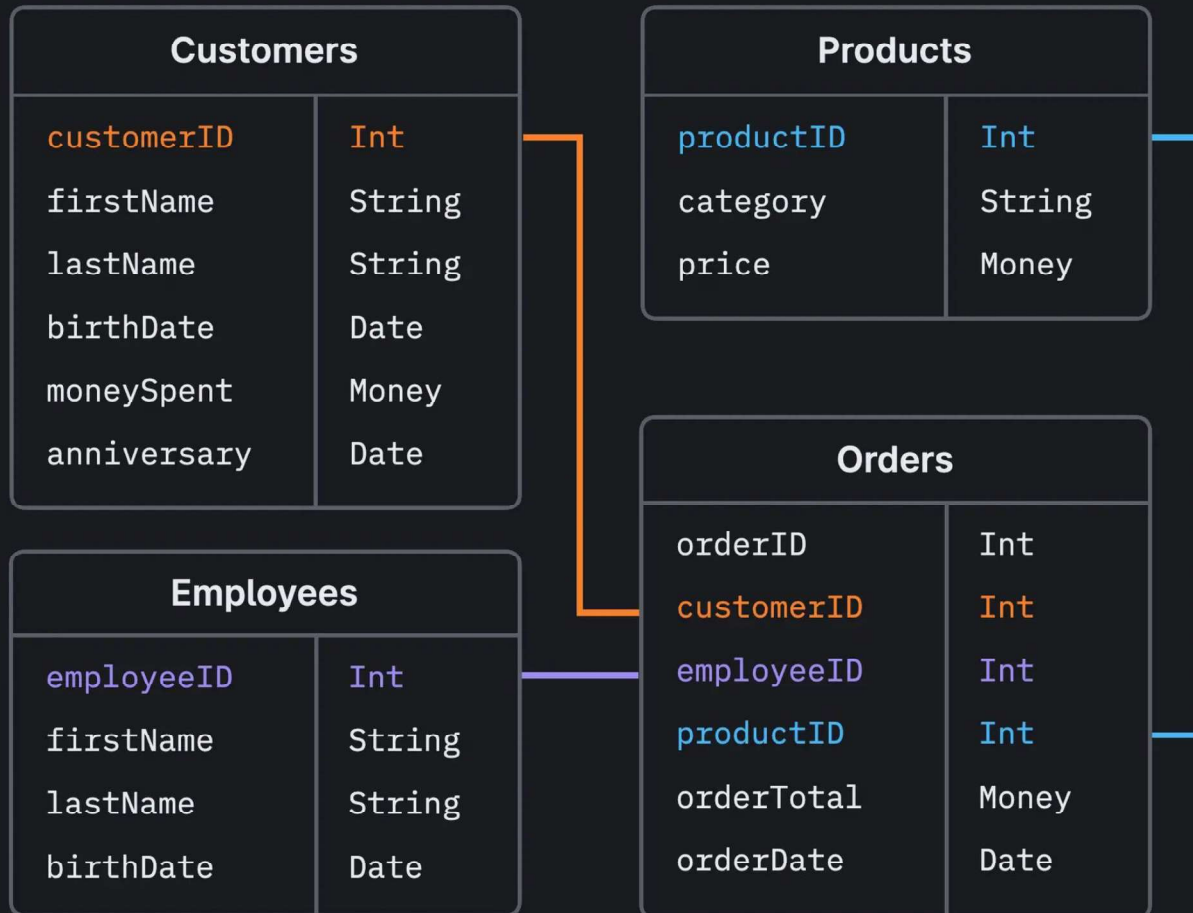 Customers
customerID Int
firstName String
lastName String
birthDate Date
moneySpent Money
anniversary Date
Products
productID Int
category String
price Money
Employees
employeeID Int
firstName String
lastName String
birthDate Date
Orders
orderID Int
customerID Int
employeeID Int
productID Int
orderTotal Money
orderDate Date